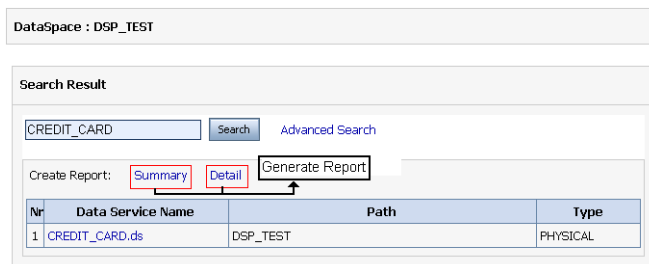 DataSpace : DSP_TEST
Search Result
CREDIT_CARD Search Advanced Search
Create Report: Summary Detail Generate Report
Nr Data Service Name Path Type
1 CREDIT_CARD.ds DSP_TEST PHYSICAL